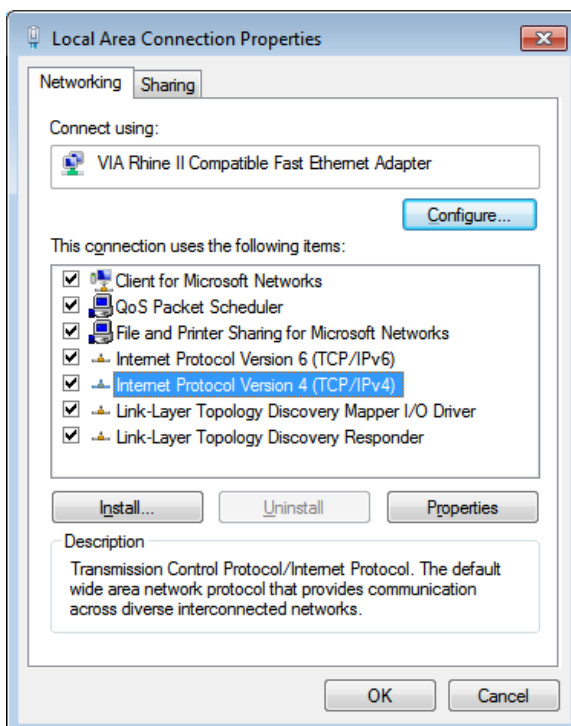 Local Area Connection Properties
Networking
Sharing
Connect using:
VIA Rhine II Compatible Fast Ethernet Adapter
Configure...
This connection uses the following items:
Client for Microsoft Networks
QoS Packet Scheduler
File and Printer Sharing for Microsoft Networks
Internet Protocol Version 6 (TCP/IPv6)
Internet Protocol Version 4 (TCP/IPv4)
Link-Layer Topology Discovery Mapper I/O Driver
Link-Layer Topology Discovery Responder
Install...
Uninstall
Properties
Description
Transmission Control Protocol/Internet Protocol. The default
wide area network protocol that provides communication
across diverse interconnected networks.
OK
Cancel